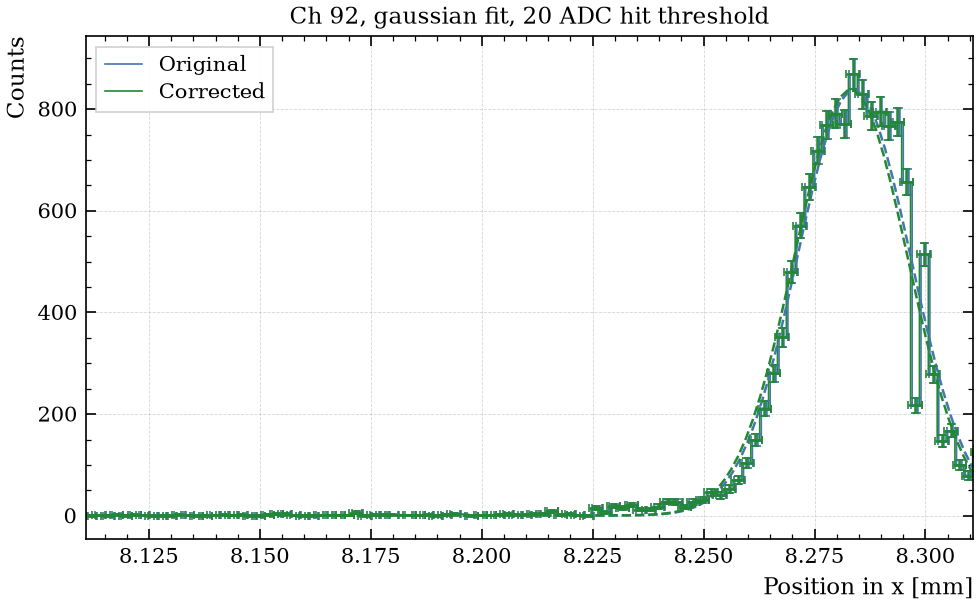 Ch 92, gaussian fit, 20 ADC hit threshold
Counts
Original
Corrected
800
600
400
200
0
8.125 8.150 8.175 8.200 8.225 8.250 8.275 8.300
Position in x [mm]